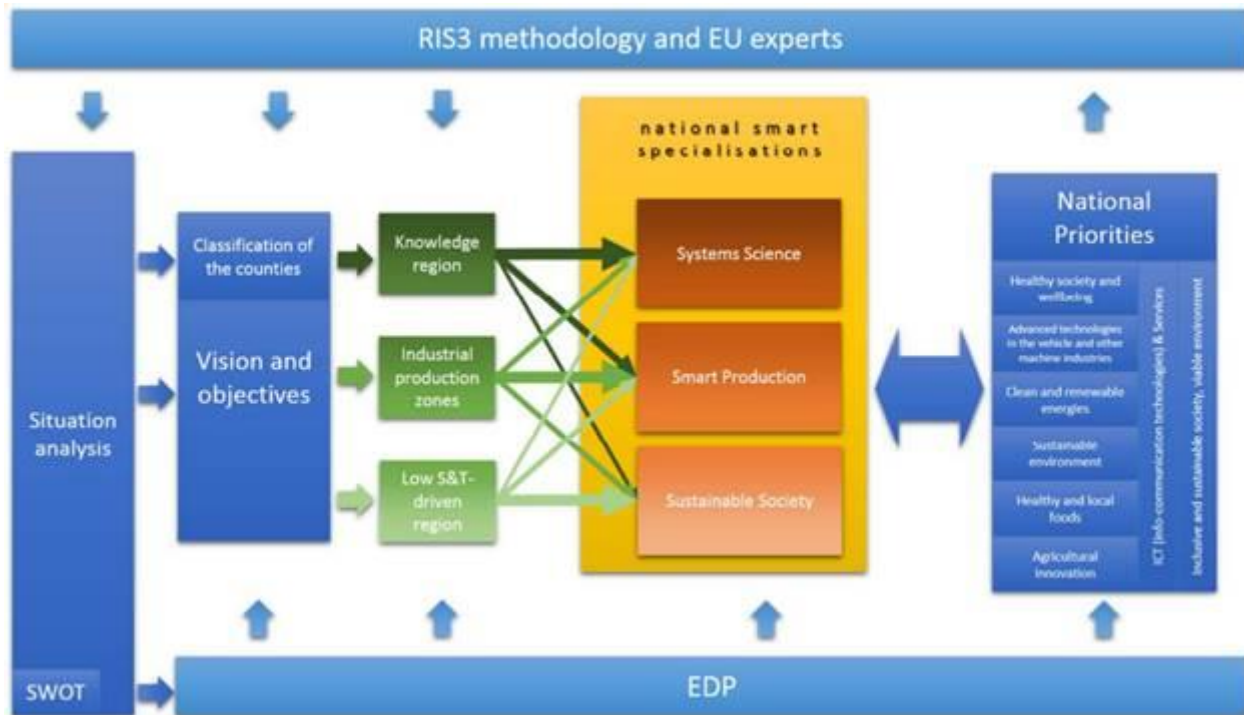 RIS3 methodology and EU experts
national smart
specialisations
Situation
analysis
SWOT
Classification of
the counties
Vision and
objectives
Knowledge
region
Industrial
production
zones
Low S&T-
driven
region
Systems Science
Smart Production
Sustainable Society
National
Priorities
Healthy society and
wellbeing
Advanced technologies
in the vehicle and other
machine industries
Clean and renewable
energies
Sustainable
environment
Healthy and local
foods
Agricultural
innovation
ICT (info-communication technologies) & Services
Inclusive and sustainable society, viable environment
EDP